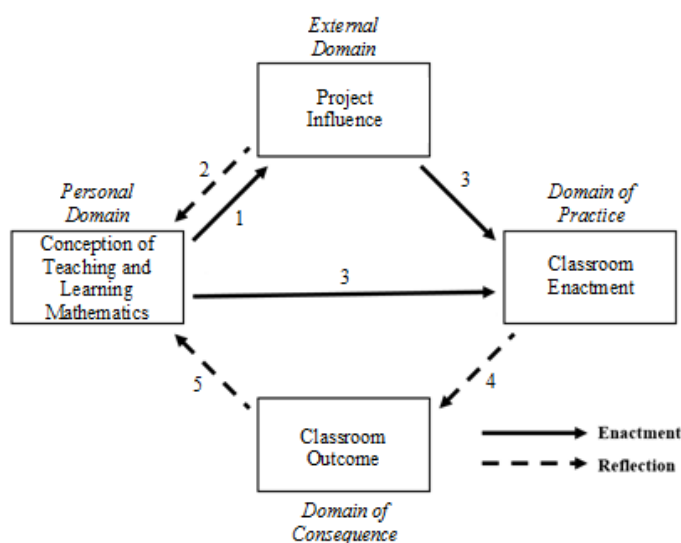 External
Domain
Project
Influence
2
1
3
Personal
Domain
Conception of
Teaching and
Learning
Mathematics
Domain of
Practice
Classroom
Enactment
3
5
4
Classroom
Outcome
Domain of
Consequence
Enactment
Reflection